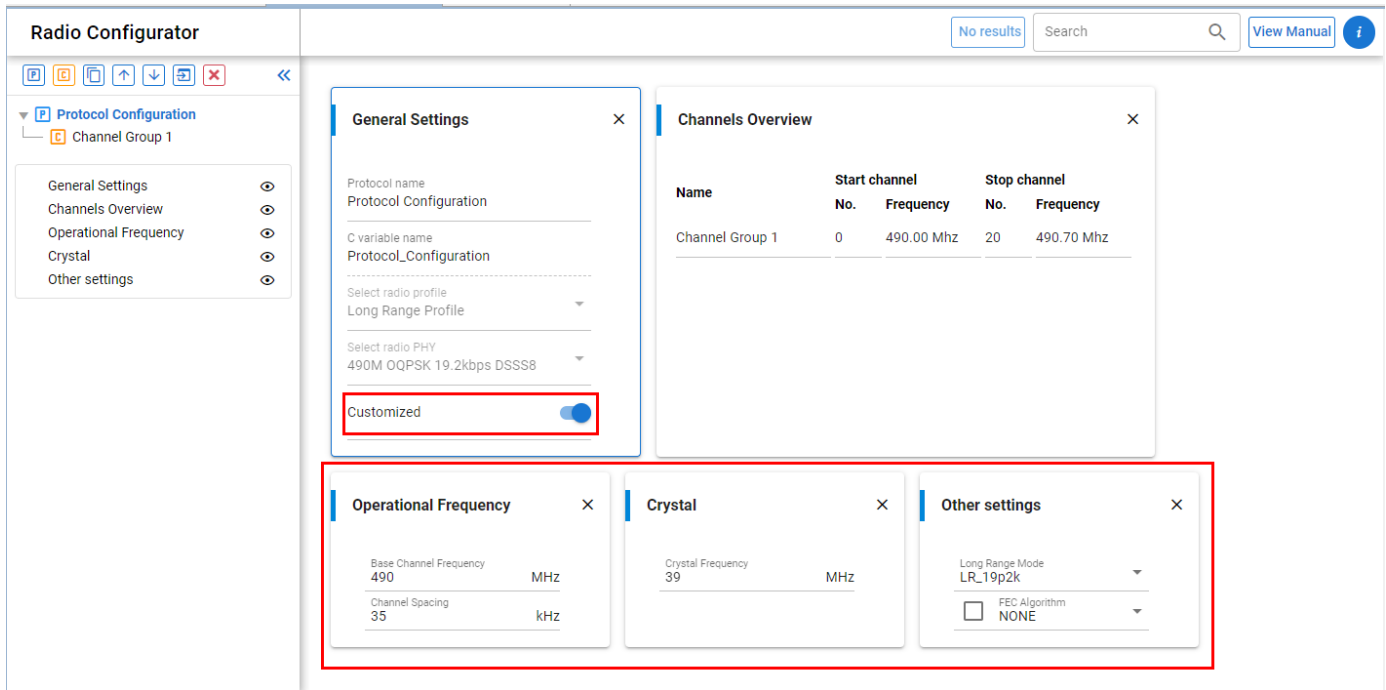 Radio Configurator
No results
Search
View Manual
i
P
C
P Protocol Configuration
C Channel Group 1
General Settings
Channels Overview
Operational Frequency
Crystal
Other settings
General Settings
Protocol name
Protocol Configuration
C variable name
Protocol_Configuration
Select radio profile
Long Range Profile
Select radio PHY
490M OQPSK 19.2kbps DSSS8
Customized
Channels Overview
Start channel Stop channel
Name
No. Frequency No. Frequency
Channel Group 1 0 490.00 Mhz 20 490.70 Mhz
Operational Frequency
Base Channel Frequency
490 MHz
Channel Spacing
35 kHz
Crystal
Crystal Frequency
39 MHz
Other settings
Long Range Mode
LR_19p2k
FEC Algorithm
NONE